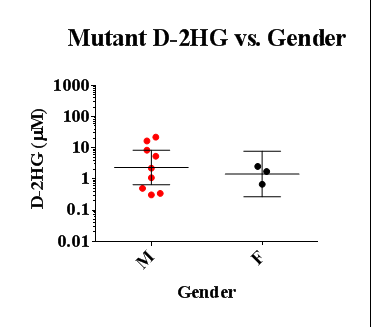 Mutant D-2HG vs. Gender
D-2HG (µM)
1000
100
10
1
0.1
0.01
M
F
Gender